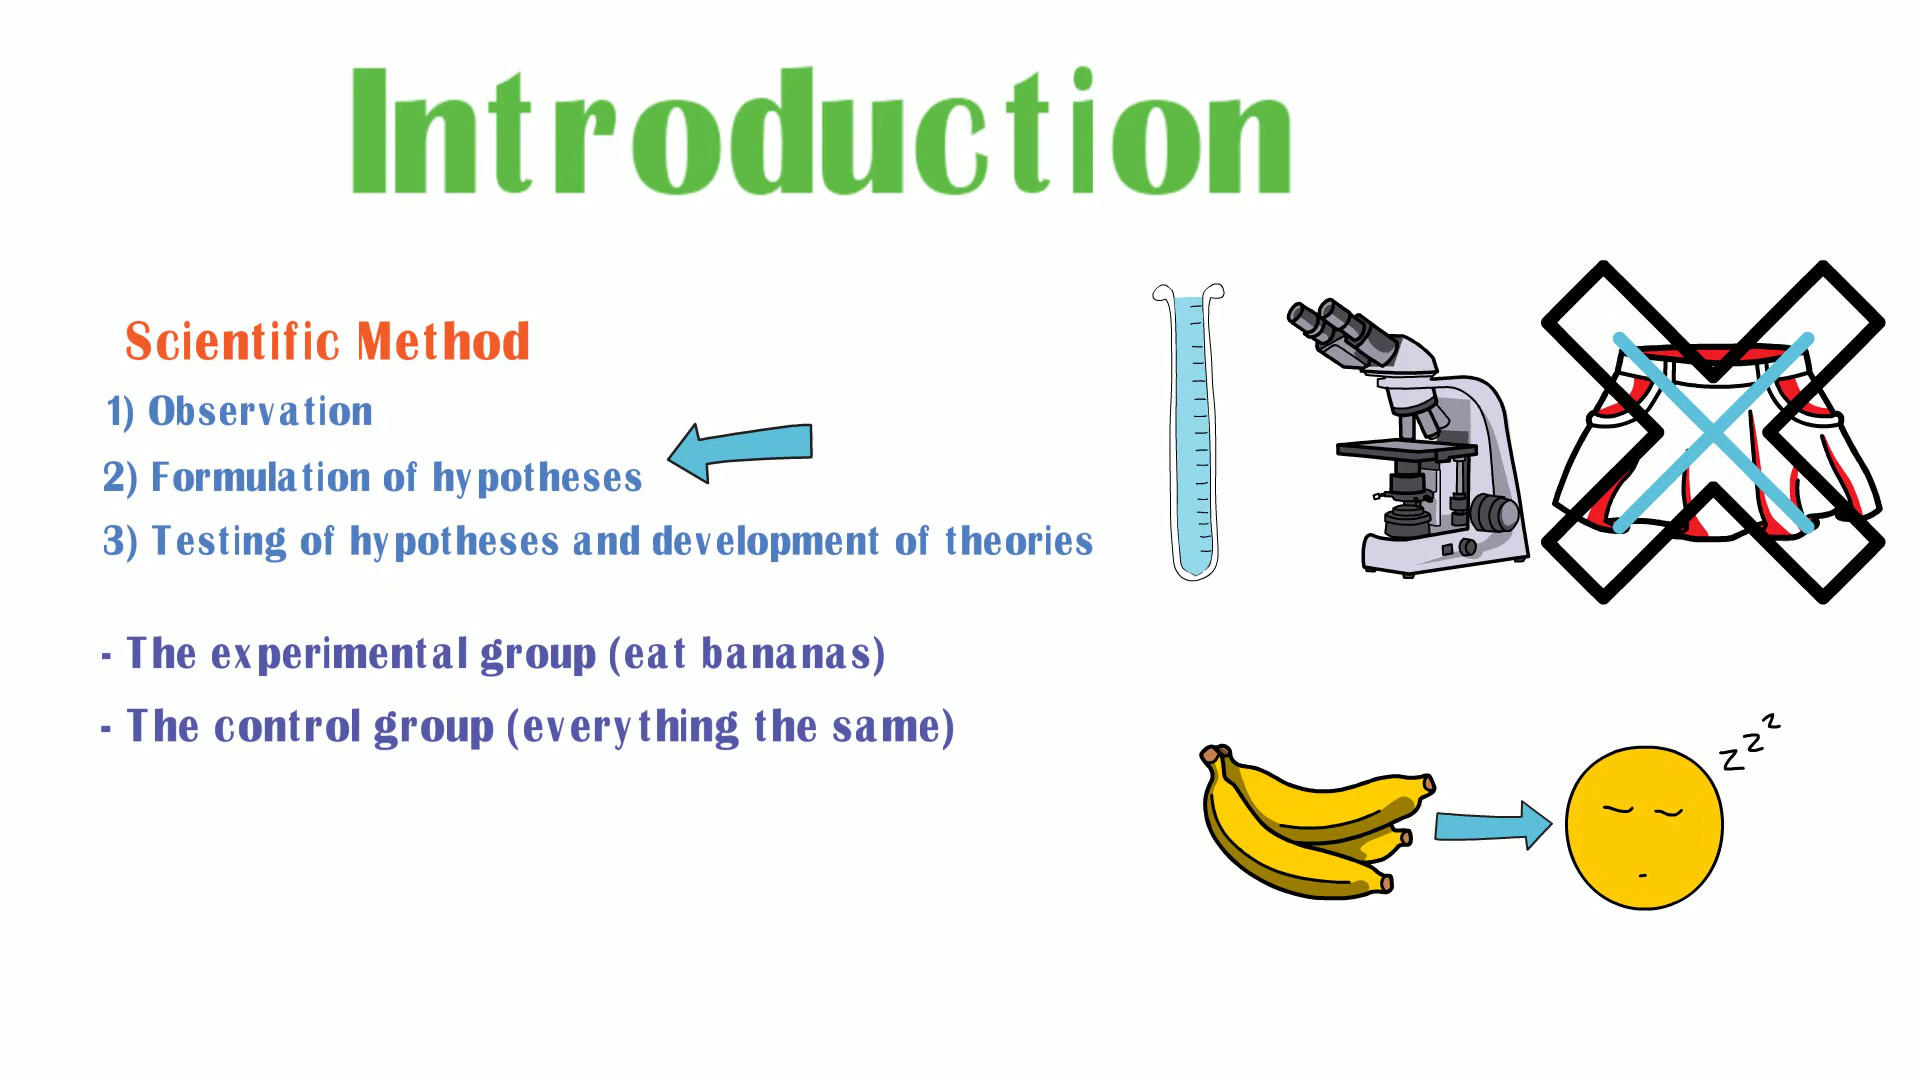 Introduction
Scientific Method
1) Observation
2) Formulation of hypotheses
3) Testing of hypotheses and development of theories
- The experimental group (eat bananas)
- The control group (everything the same)
z z z